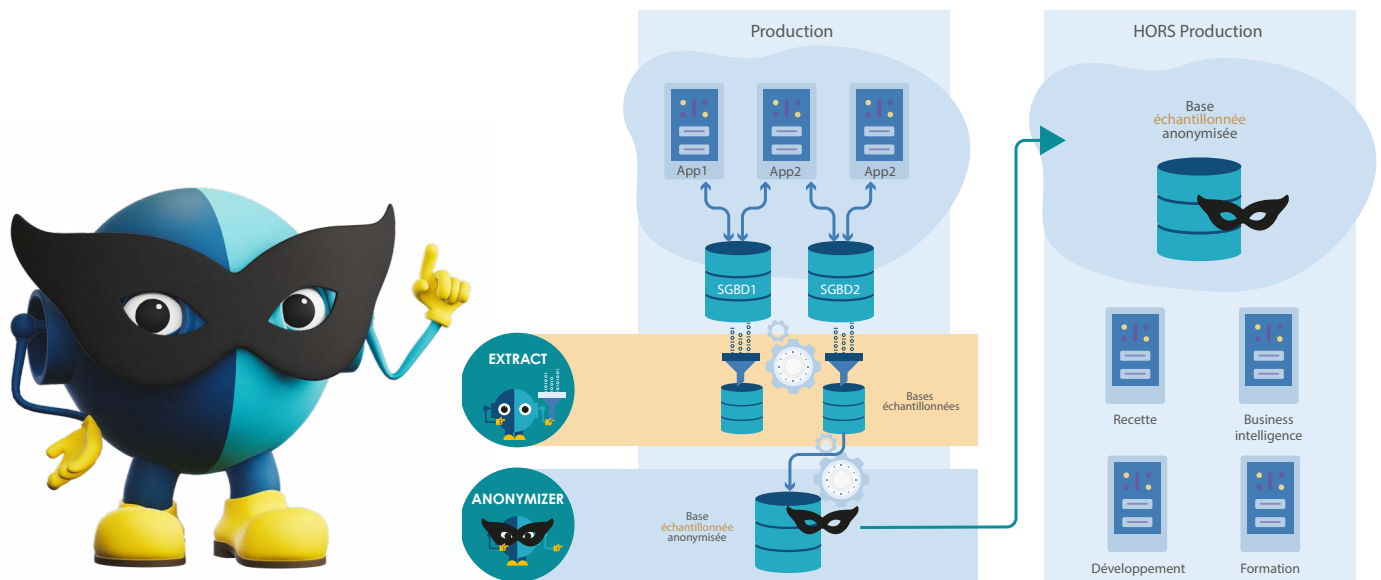 Production
HORS Production
App1
App2
App2
Base
échantillonnée
anonymisée
SGBD1
SGBD2
EXTRACT
Bases
échantillonnées
Recette
Business
intelligence
ANONYMIZER
Base
échantillonnée
anonymisée
Développement
Formation